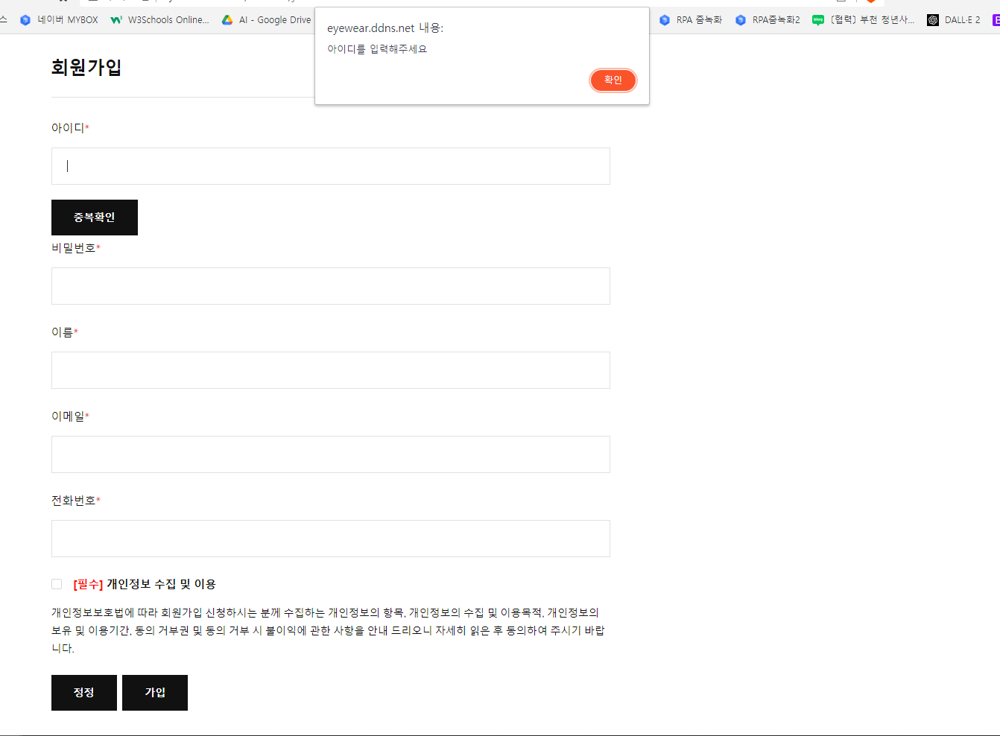 스 네이버 MYBOX W3Schools Online... AI - Google Drive RPA 줌녹화 RPA줌녹화2 [협력] 부천 청년사... DALL·E 2
eyewear.ddns.net 내용:
아이디를 입력해주세요
확인
회원가입
아이디*
중복확인
비밀번호*
이름*
이메일*
전화번호*
[필수] 개인정보 수집 및 이용
개인정보보호법에 따라 회원가입 신청하시는 분께 수집하는 개인정보의 항목, 개인정보의 수집 및 이용목적, 개인정보의
보유 및 이용기간, 동의 거부권 및 동의 거부 시 불이익에 관한 사항을 안내 드리오니 자세히 읽은 후 동의하여 주시기 바랍
니다.
정정 가입